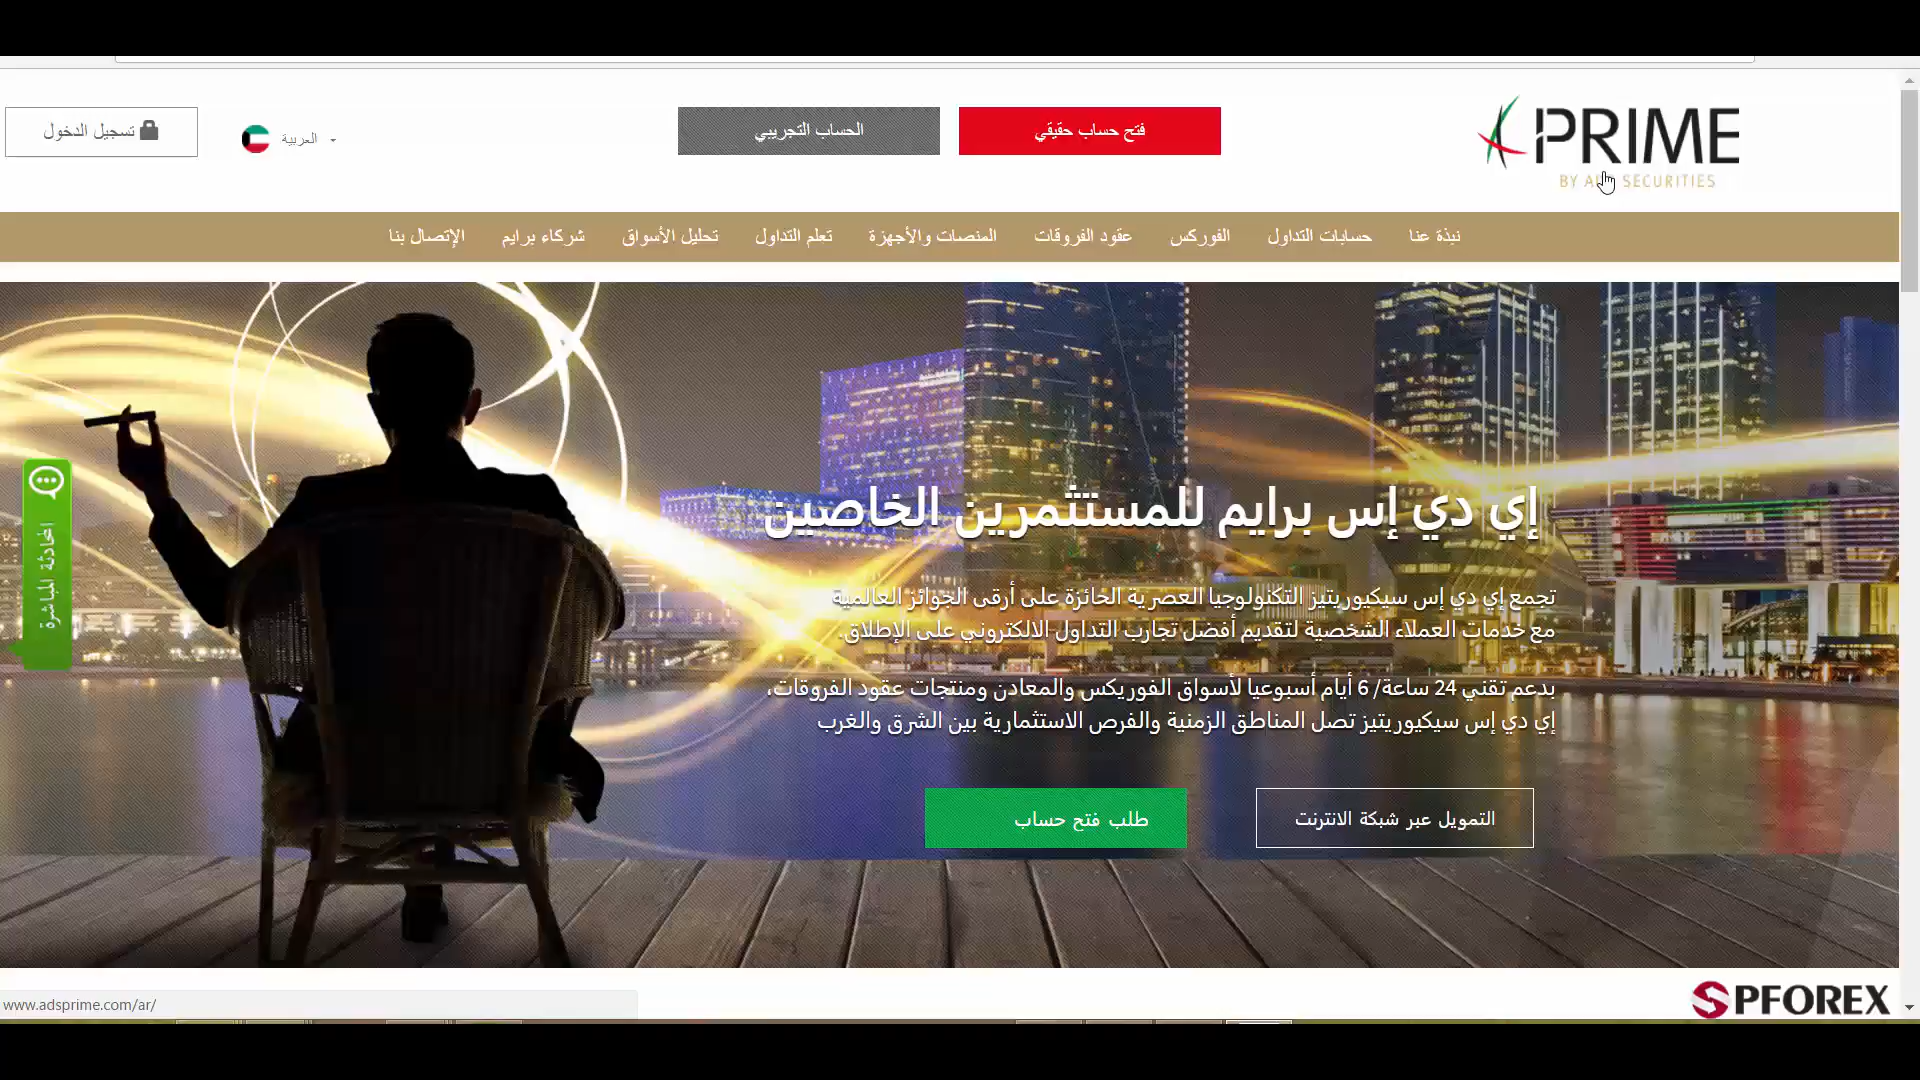 PRIME
BY ADS SECURITIES
فتح حساب حقيقي
الحساب التجريبي
العربية
تسجيل الدخول
نبذة عنا
حسابات التداول
الفوركس
عقود الفروقات
المنصات والأجهزة
تعلم التداول
تحليل الأسواق
شركاء برايم
الإتصال بنا
إي دي إس برايم للمستثمرين الخاصين
تجمع إي دي إس سيكيوريتيز التكنولوجيا العصرية الحائزة على أرقى الجوائز العالمية
مع خدمات العملاء الشخصية لتقديم أفضل تجارب التداول الالكتروني على الإطلاق.
بدعم تقني 24 ساعة/ 6 أيام أسبوعيا لأسواق الفوريكس والمعادن ومنتجات عقود الفروقات،
إي دي إس سيكيوريتيز تصل المناطق الزمنية والفرص الاستثمارية بين الشرق والغرب
التمويل عبر شبكة الانترنت
طلب فتح حساب
المحادثة المباشرة
www.adsprime.com/ar/
SPFOREX